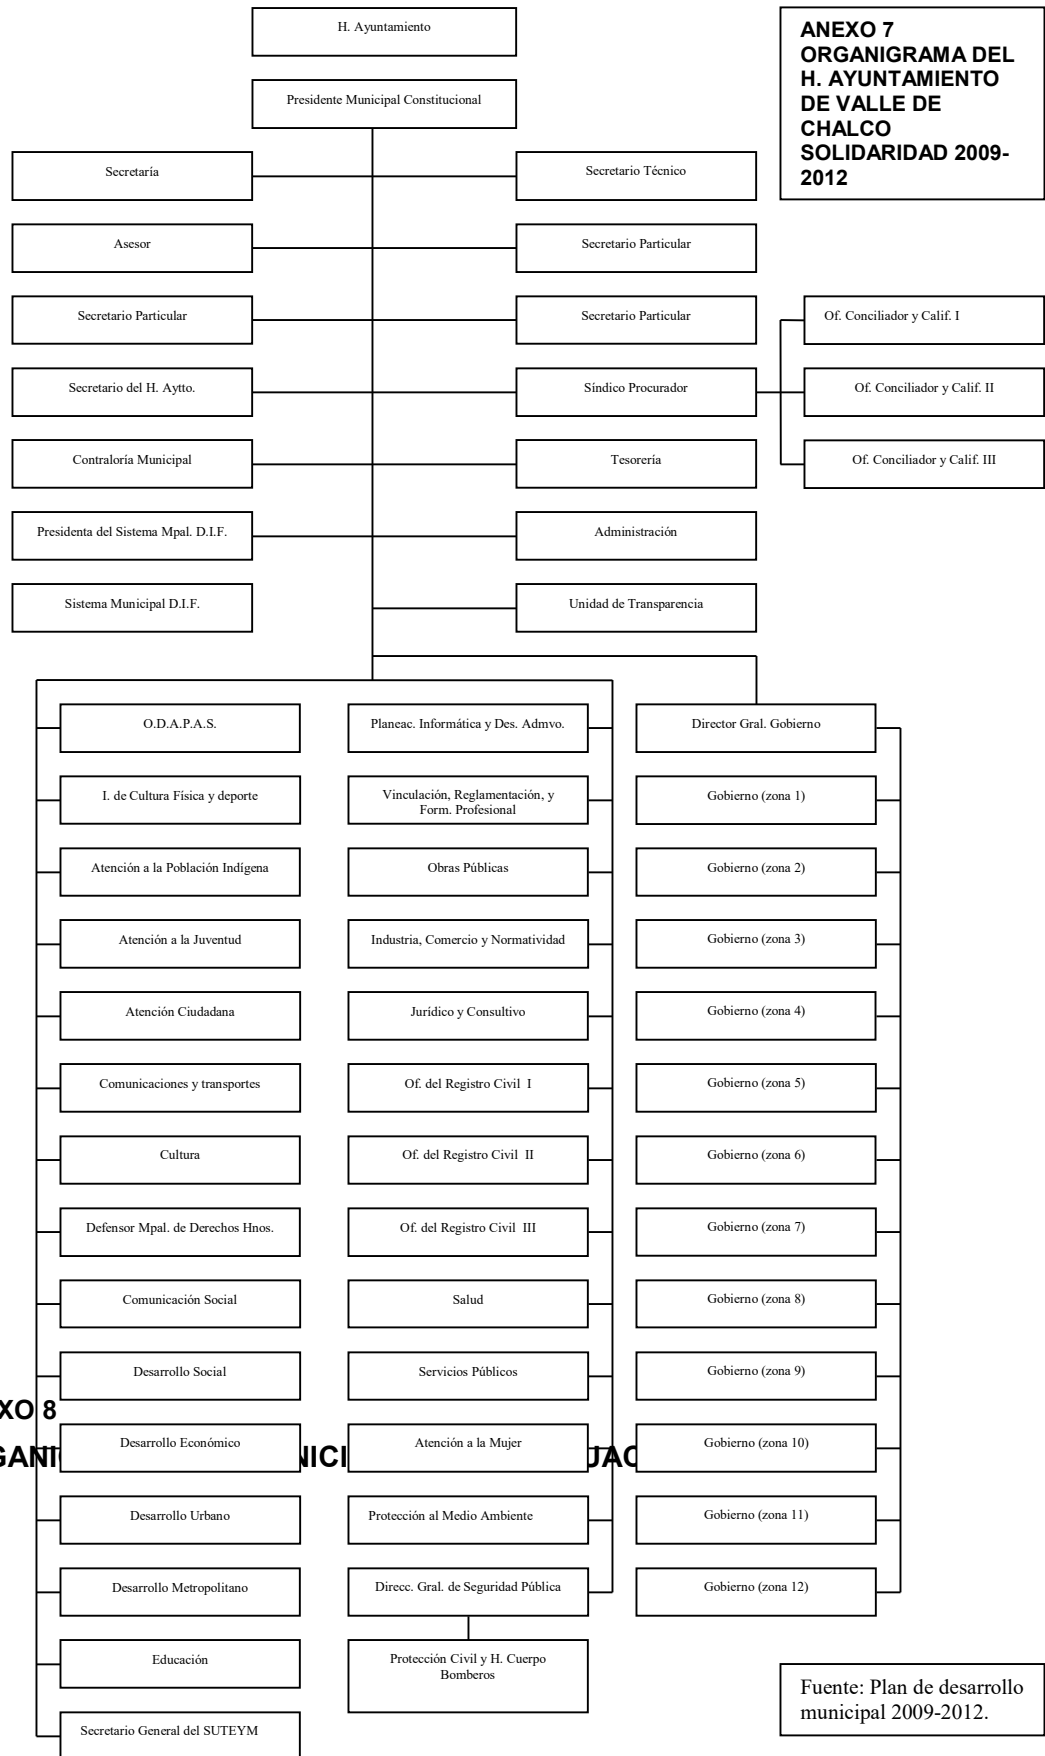 H. Ayuntamiento
ANEXO 7
ORGANIGRAMA DEL
H. AYUNTAMIENTO
DE VALLE DE
CHALCO
SOLIDARIDAD 2009-
2012
Presidente Municipal Constitucional
Secretaría
Secretario Técnico
Asesor
Secretario Particular
Secretario Particular
Secretario Particular
Of. Conciliador y Calif. I
Secretario del H. Aytto.
Síndico Procurador
Of. Conciliador y Calif. II
Contraloría Municipal
Tesorería
Of. Conciliador y Calif. III
Presidenta del Sistema Mpal. D.I.F.
Administración
Sistema Municipal D.I.F.
Unidad de Transparencia
O.D.A.P.A.S.
Planeac. Informática y Des. Admvo.
Director Gral. Gobierno
I. de Cultura Física y deporte
Vinculación, Reglamentación, y
Form. Profesional
Gobierno (zona 1)
Atención a la Población Indígena
Obras Públicas
Gobierno (zona 2)
Atención a la Juventud
Industria, Comercio y Normatividad
Gobierno (zona 3)
Atención Ciudadana
Jurídico y Consultivo
Gobierno (zona 4)
Comunicaciones y transportes
Of. del Registro Civil I
Gobierno (zona 5)
Cultura
Of. del Registro Civil II
Gobierno (zona 6)
Defensor Mpal. de Derechos Hnos.
Of. del Registro Civil III
Gobierno (zona 7)
Comunicación Social
Salud
Gobierno (zona 8)
Desarrollo Social
Servicios Públicos
Gobierno (zona 9)
XO 8
Desarrollo Económico
Atención a la Mujer
Gobierno (zona 10)
Desarrollo Urbano
Protección al Medio Ambiente
Gobierno (zona 11)
Desarrollo Metropolitano
Direcc. Gral. de Seguridad Pública
Gobierno (zona 12)
Educación
Protección Civil y H. Cuerpo
Bomberos
Secretario General del SUTEYM
Fuente: Plan de desarrollo
municipal 2009-2012.